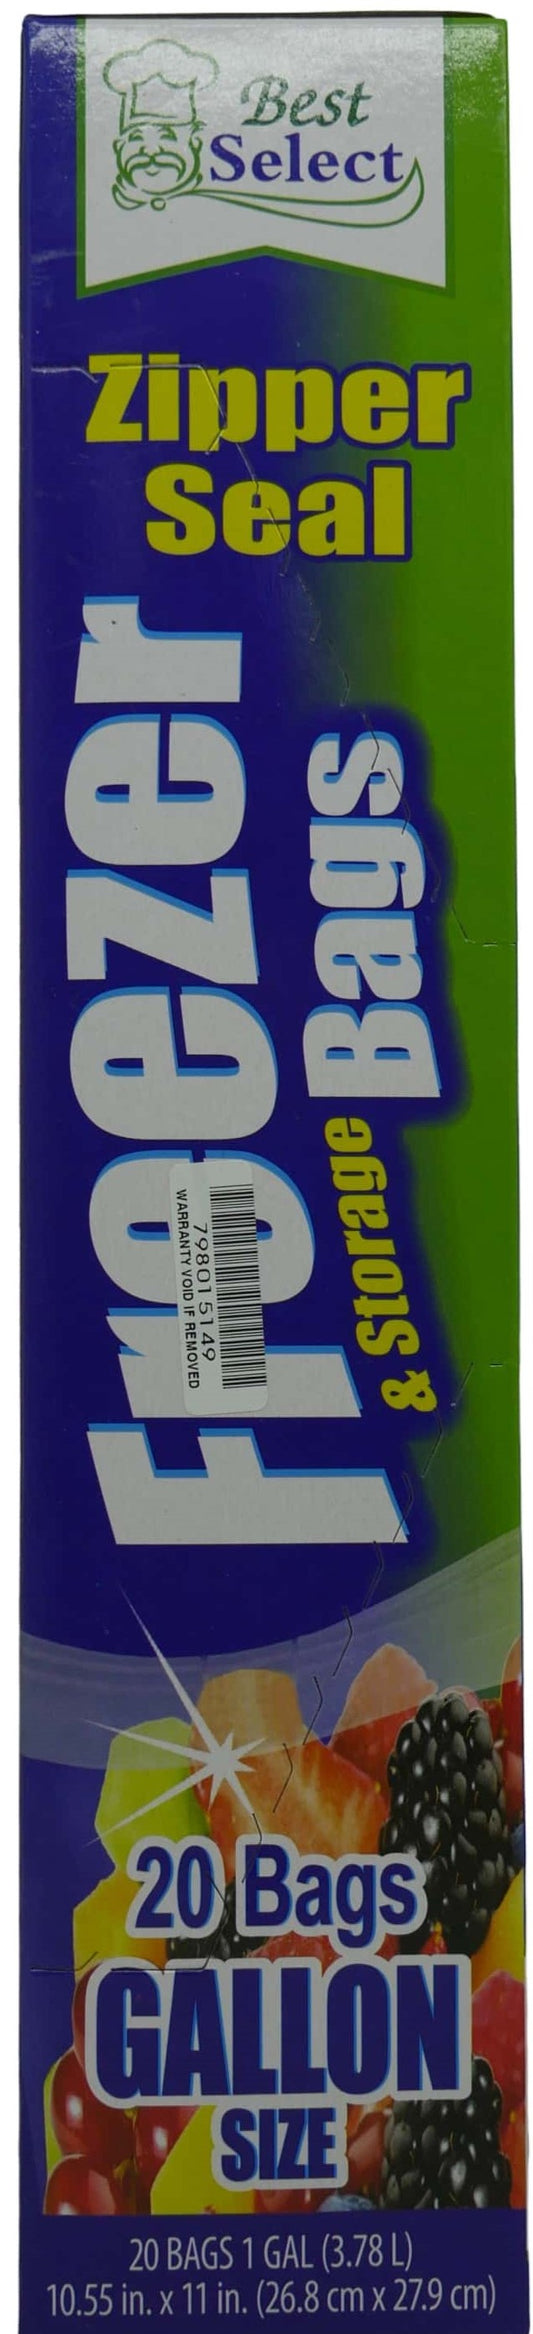 Best
Select
Zipper
Seal
Freezer
& Storage Bags
798015149
WARRANTY VOID IF REMOVED
20 Bags
GALLON
SIZE
20 BAGS 1 GAL (3.78 L)
10.55 in. x 11 in. (26.8 cm x 27.9 cm)